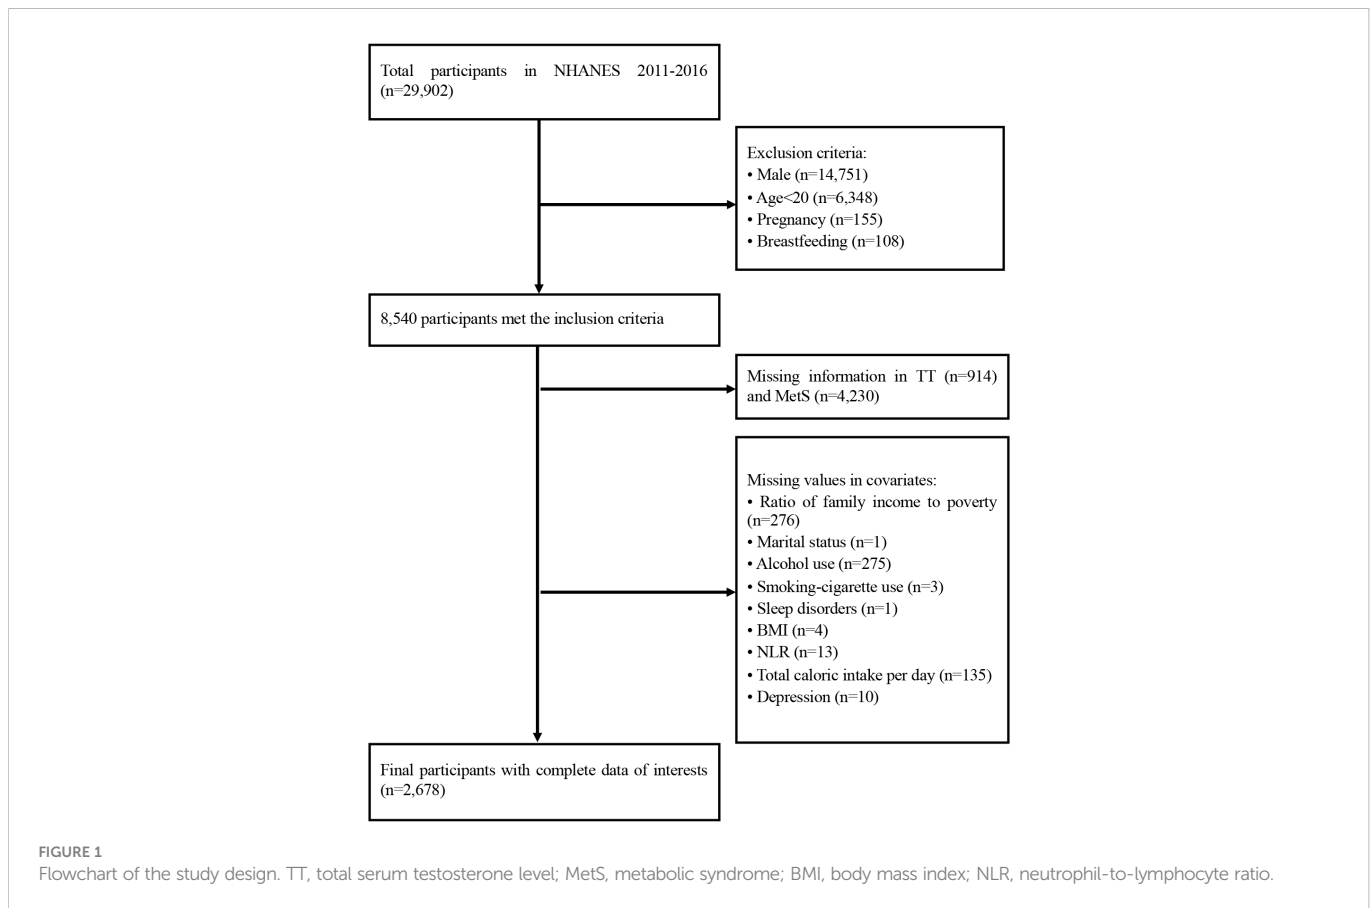 Total participants in NHANES 2011-2016
(n=29,902)
Exclusion criteria:
• Male (n=14,751)
• Age<20 (n=6,348)
• Pregnancy (n=155)
• Breastfeeding (n=108)
8,540 participants met the inclusion criteria
Missing information in TT (n=914)
and MetS (n=4,230)
Missing values in covariates:
• Ratio of family income to poverty
(n=276)
• Marital status (n=1)
• Alcohol use (n=275)
• Smoking-cigarette use (n=3)
• Sleep disorders (n=1)
• BMI (n=4)
• NLR (n=13)
• Total caloric intake per day (n=135)
• Depression (n=10)
Final participants with complete data of interests
(n=2,678)
FIGURE 1
Flowchart of the study design. TT, total serum testosterone level; MetS, metabolic syndrome; BMI, body mass index; NLR, neutrophil-to-lymphocyte ratio.